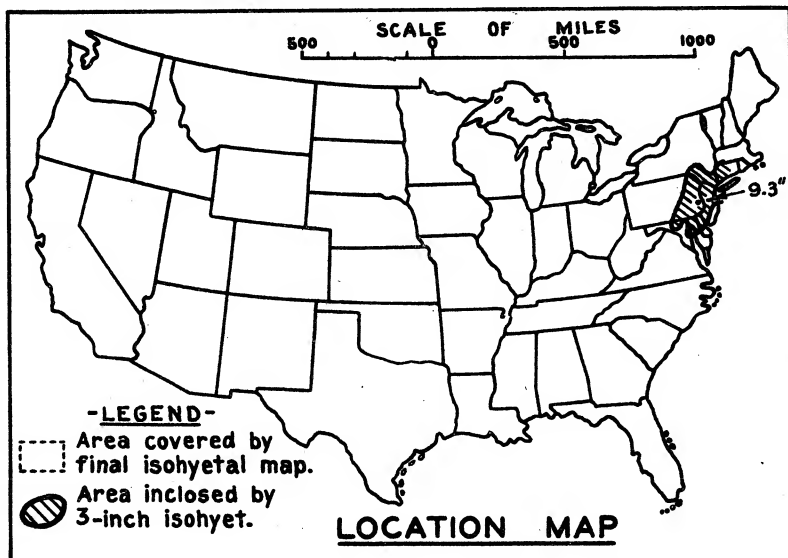 SCALE OF MILES
500 0 500 1000
9.3"
-LEGEND-
Area covered by
final isohyetal map.
Area inclosed by
3-inch isohyet.
LOCATION MAP